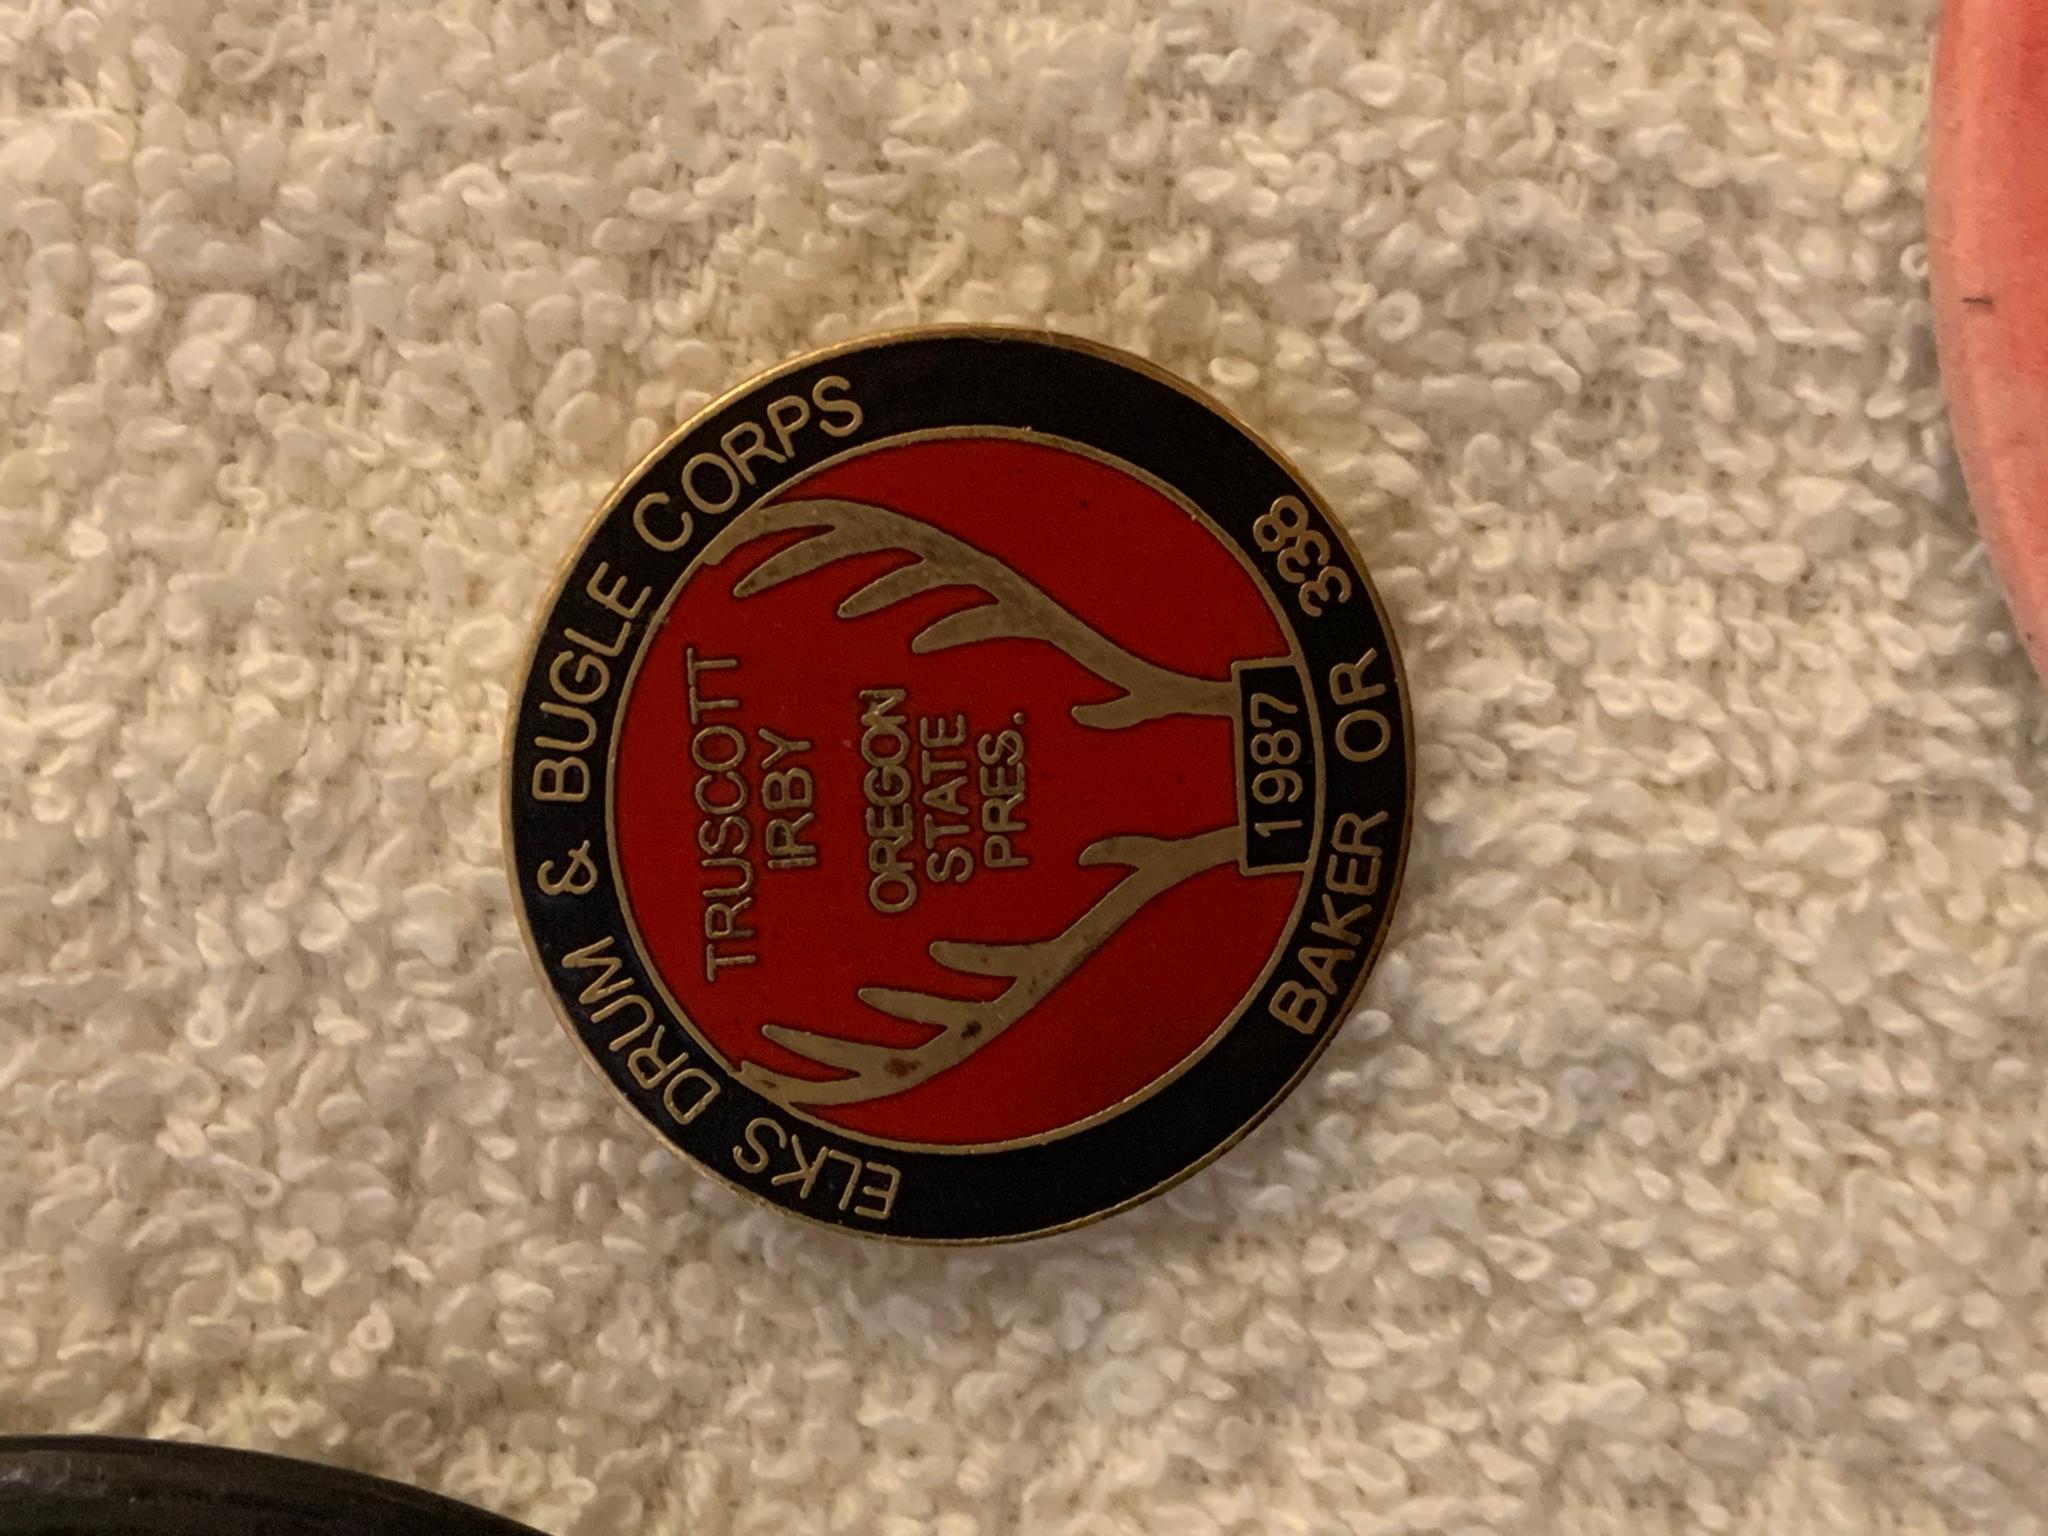 ELKS DRUM & BUGLE CORPS
TRUSCOTT
IRBY
OREGON
STATE
PRES.
1987
BAKER OR 338